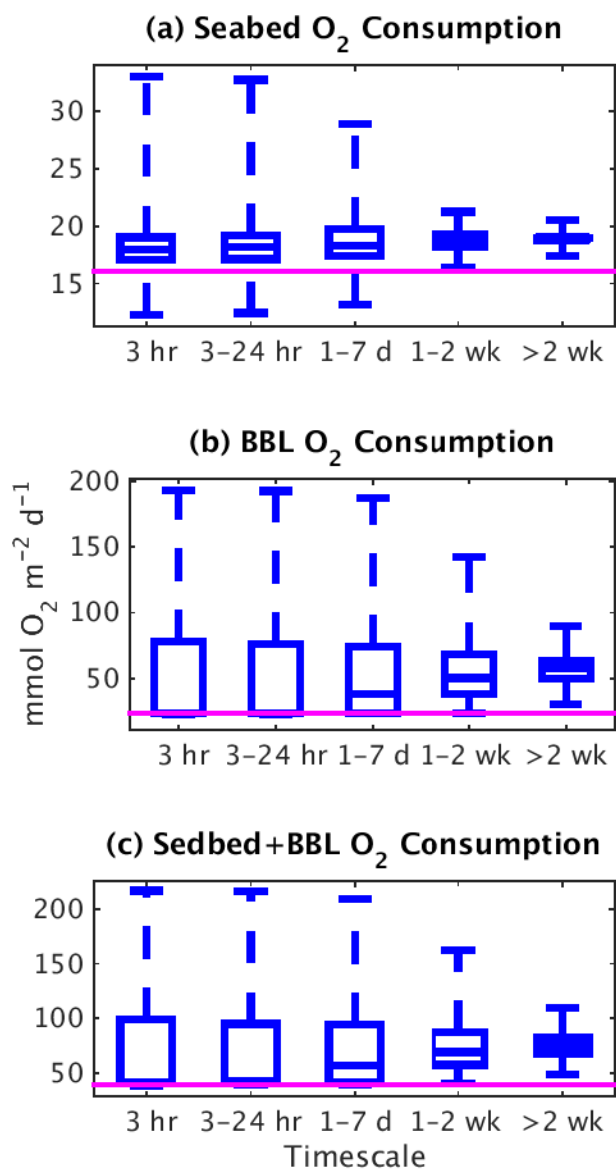 (a) Seabed O₂ Consumption
30
25
20
15
3 hr 3−24 hr 1−7 d 1−2 wk >2 wk
(b) BBL O₂ Consumption
200
150
100
50
3 hr 3−24 hr 1−7 d 1−2 wk >2 wk
mmol O₂ m⁻² d⁻¹
(c) Sedbed+BBL O₂ Consumption
200
150
100
50
3 hr 3−24 hr 1−7 d 1−2 wk >2 wk
Timescale